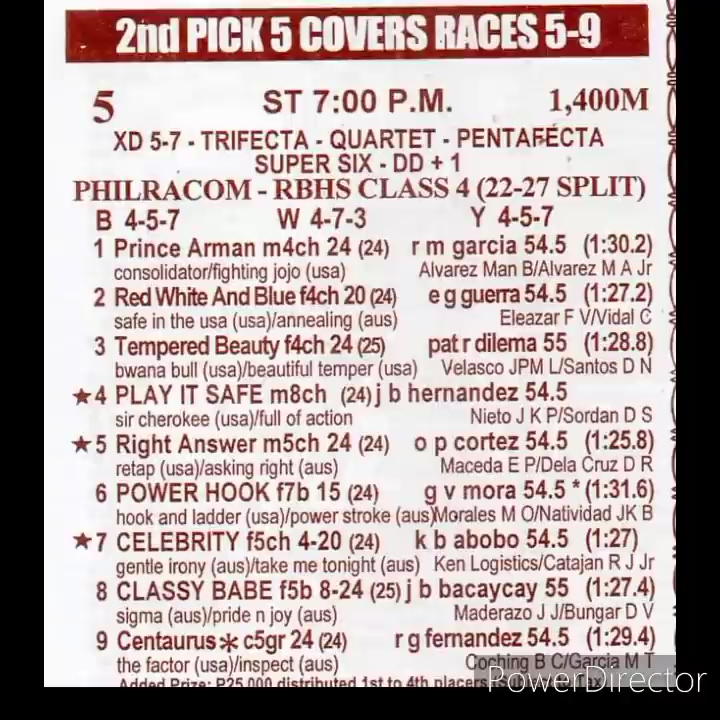 2nd PICK 5 COVERS RACES 5-9
5 ST 7:00 P.M. 1,400M
XD 5-7 - TRIFECTA - QUARTET - PENTAFECTA
SUPER SIX - DD + 1
PHILRACOM - RBHS CLASS 4 (22-27 SPLIT)
B 4-5-7 W 4-7-3 Y 4-5-7
1 Prince Arman m4ch 24 (24) r m garcia 54.5 (1:30.2)
consolidator/fighting jojo (usa) Alvarez Man B/Alvarez M A Jr
2 Red White And Blue f4ch 20 (24) e g guerra 54.5 (1:27.2)
safe in the usa (usa)/annealing (aus) Eleazar F V/Vidal C
3 Tempered Beauty f4ch 24 (25) pat r dilema 55 (1:28.8)
bwana bull (usa)/beautiful temper (usa) Velasco JPM L/Santos D N
★4 PLAY IT SAFE m8ch (24) j b hernandez 54.5
sir cherokee (usa)/full of action Nieto J K P/Sordan D S
★5 Right Answer m5ch 24 (24) o p cortez 54.5 (1:25.8)
retap (usa)/asking right (aus) Maceda E P/Dela Cruz D R
6 POWER HOOK f7b 15 (24) g v mora 54.5 * (1:31.6)
hook and ladder (usa)/power stroke (aus) Morales M O/Natividad JK B
★7 CELEBRITY f5ch 4-20 (24) k b abobo 54.5 (1:27)
gentle irony (aus)/take me tonight (aus) Ken Logistics/Catajan R J Jr
8 CLASSY BABE f5b 8-24 (25) j b bacaycay 55 (1:27.4)
sigma (aus)/pride n joy (aus) Maderazo J J/Bungar D V
9 Centaurus* c5gr 24 (24) r g fernandez 54.5 (1:29.4)
the factor (usa)/inspect (aus) Coching B C/Garcia M T
Added Prize: P25,000 distributed 1st to 4th placers
PowerDirector